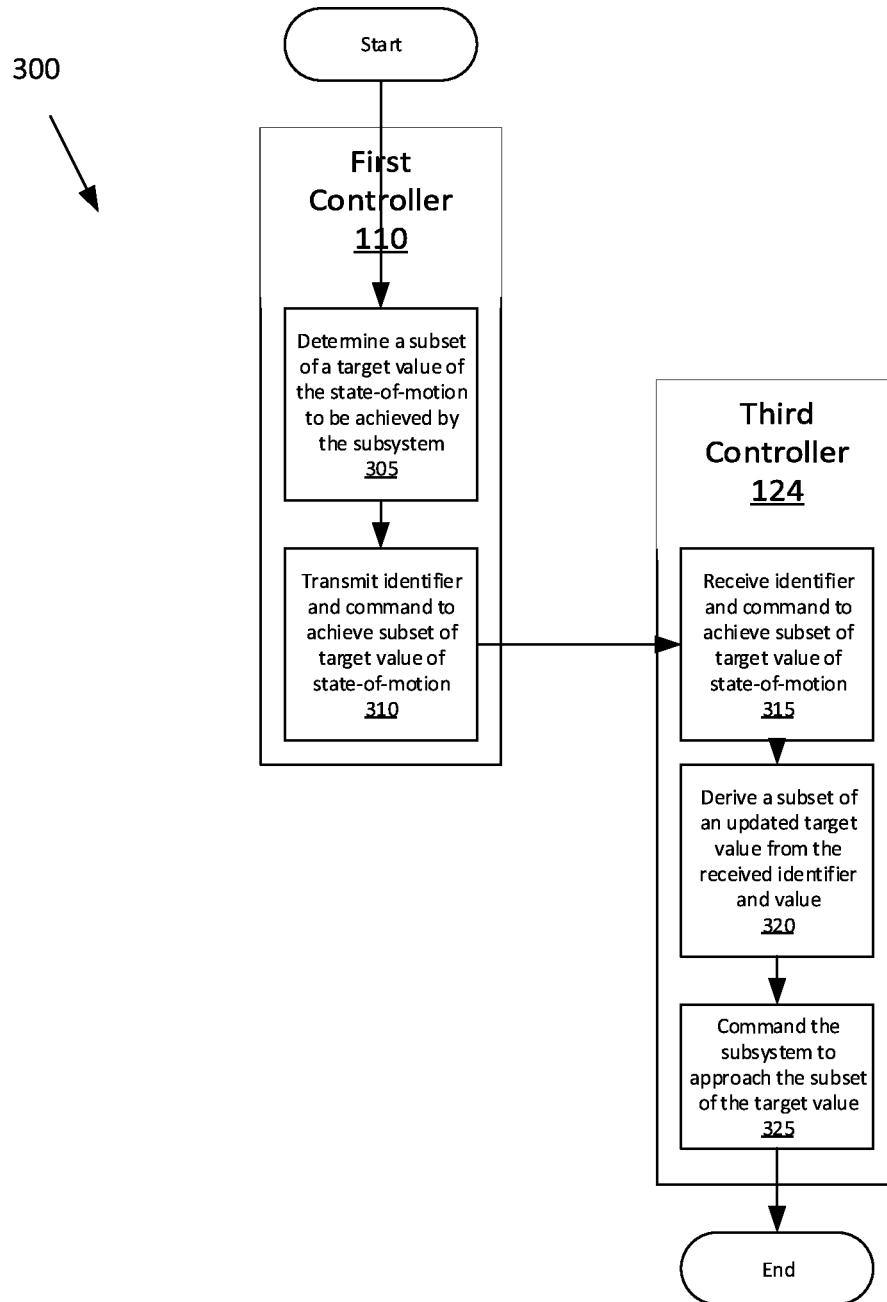 Start
300
First
Controller
110
Determine a subset
of a target value of
the state-of-motion
to be achieved by
the subsystem
305
Transmit identifier
and command to
achieve subset of
target value of
state-of-motion
310
Third
Controller
124
Receive identifier
and command to
achieve subset of
target value of
state-of-motion
315
Derive a subset of
an updated target
value from the
received identifier
and value
320
Command the
subsystem to
approach the subset
of the target value
325
End